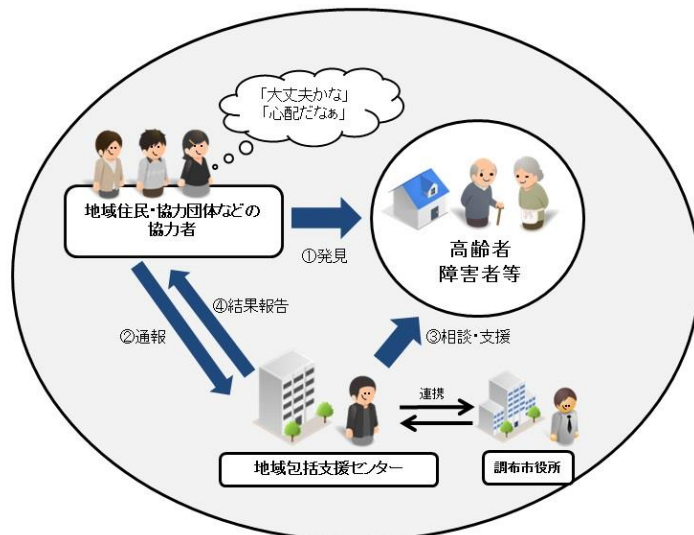 「大丈夫かな」
「心配だなぁ」
地域住民・協力団体などの
協力者
①発見
高齢者
障害者等
④結果報告
②通報
③相談・支援
連携
地域包括支援センター
調布市役所